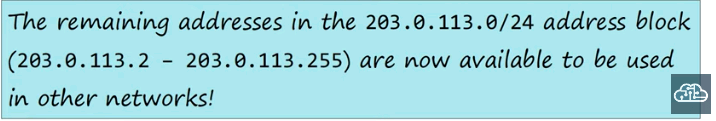 The remaining addresses in the 203.0.113.0/24 address block
(203.0.113.2 – 203.0.113.255) are now available to be used
in other networks!